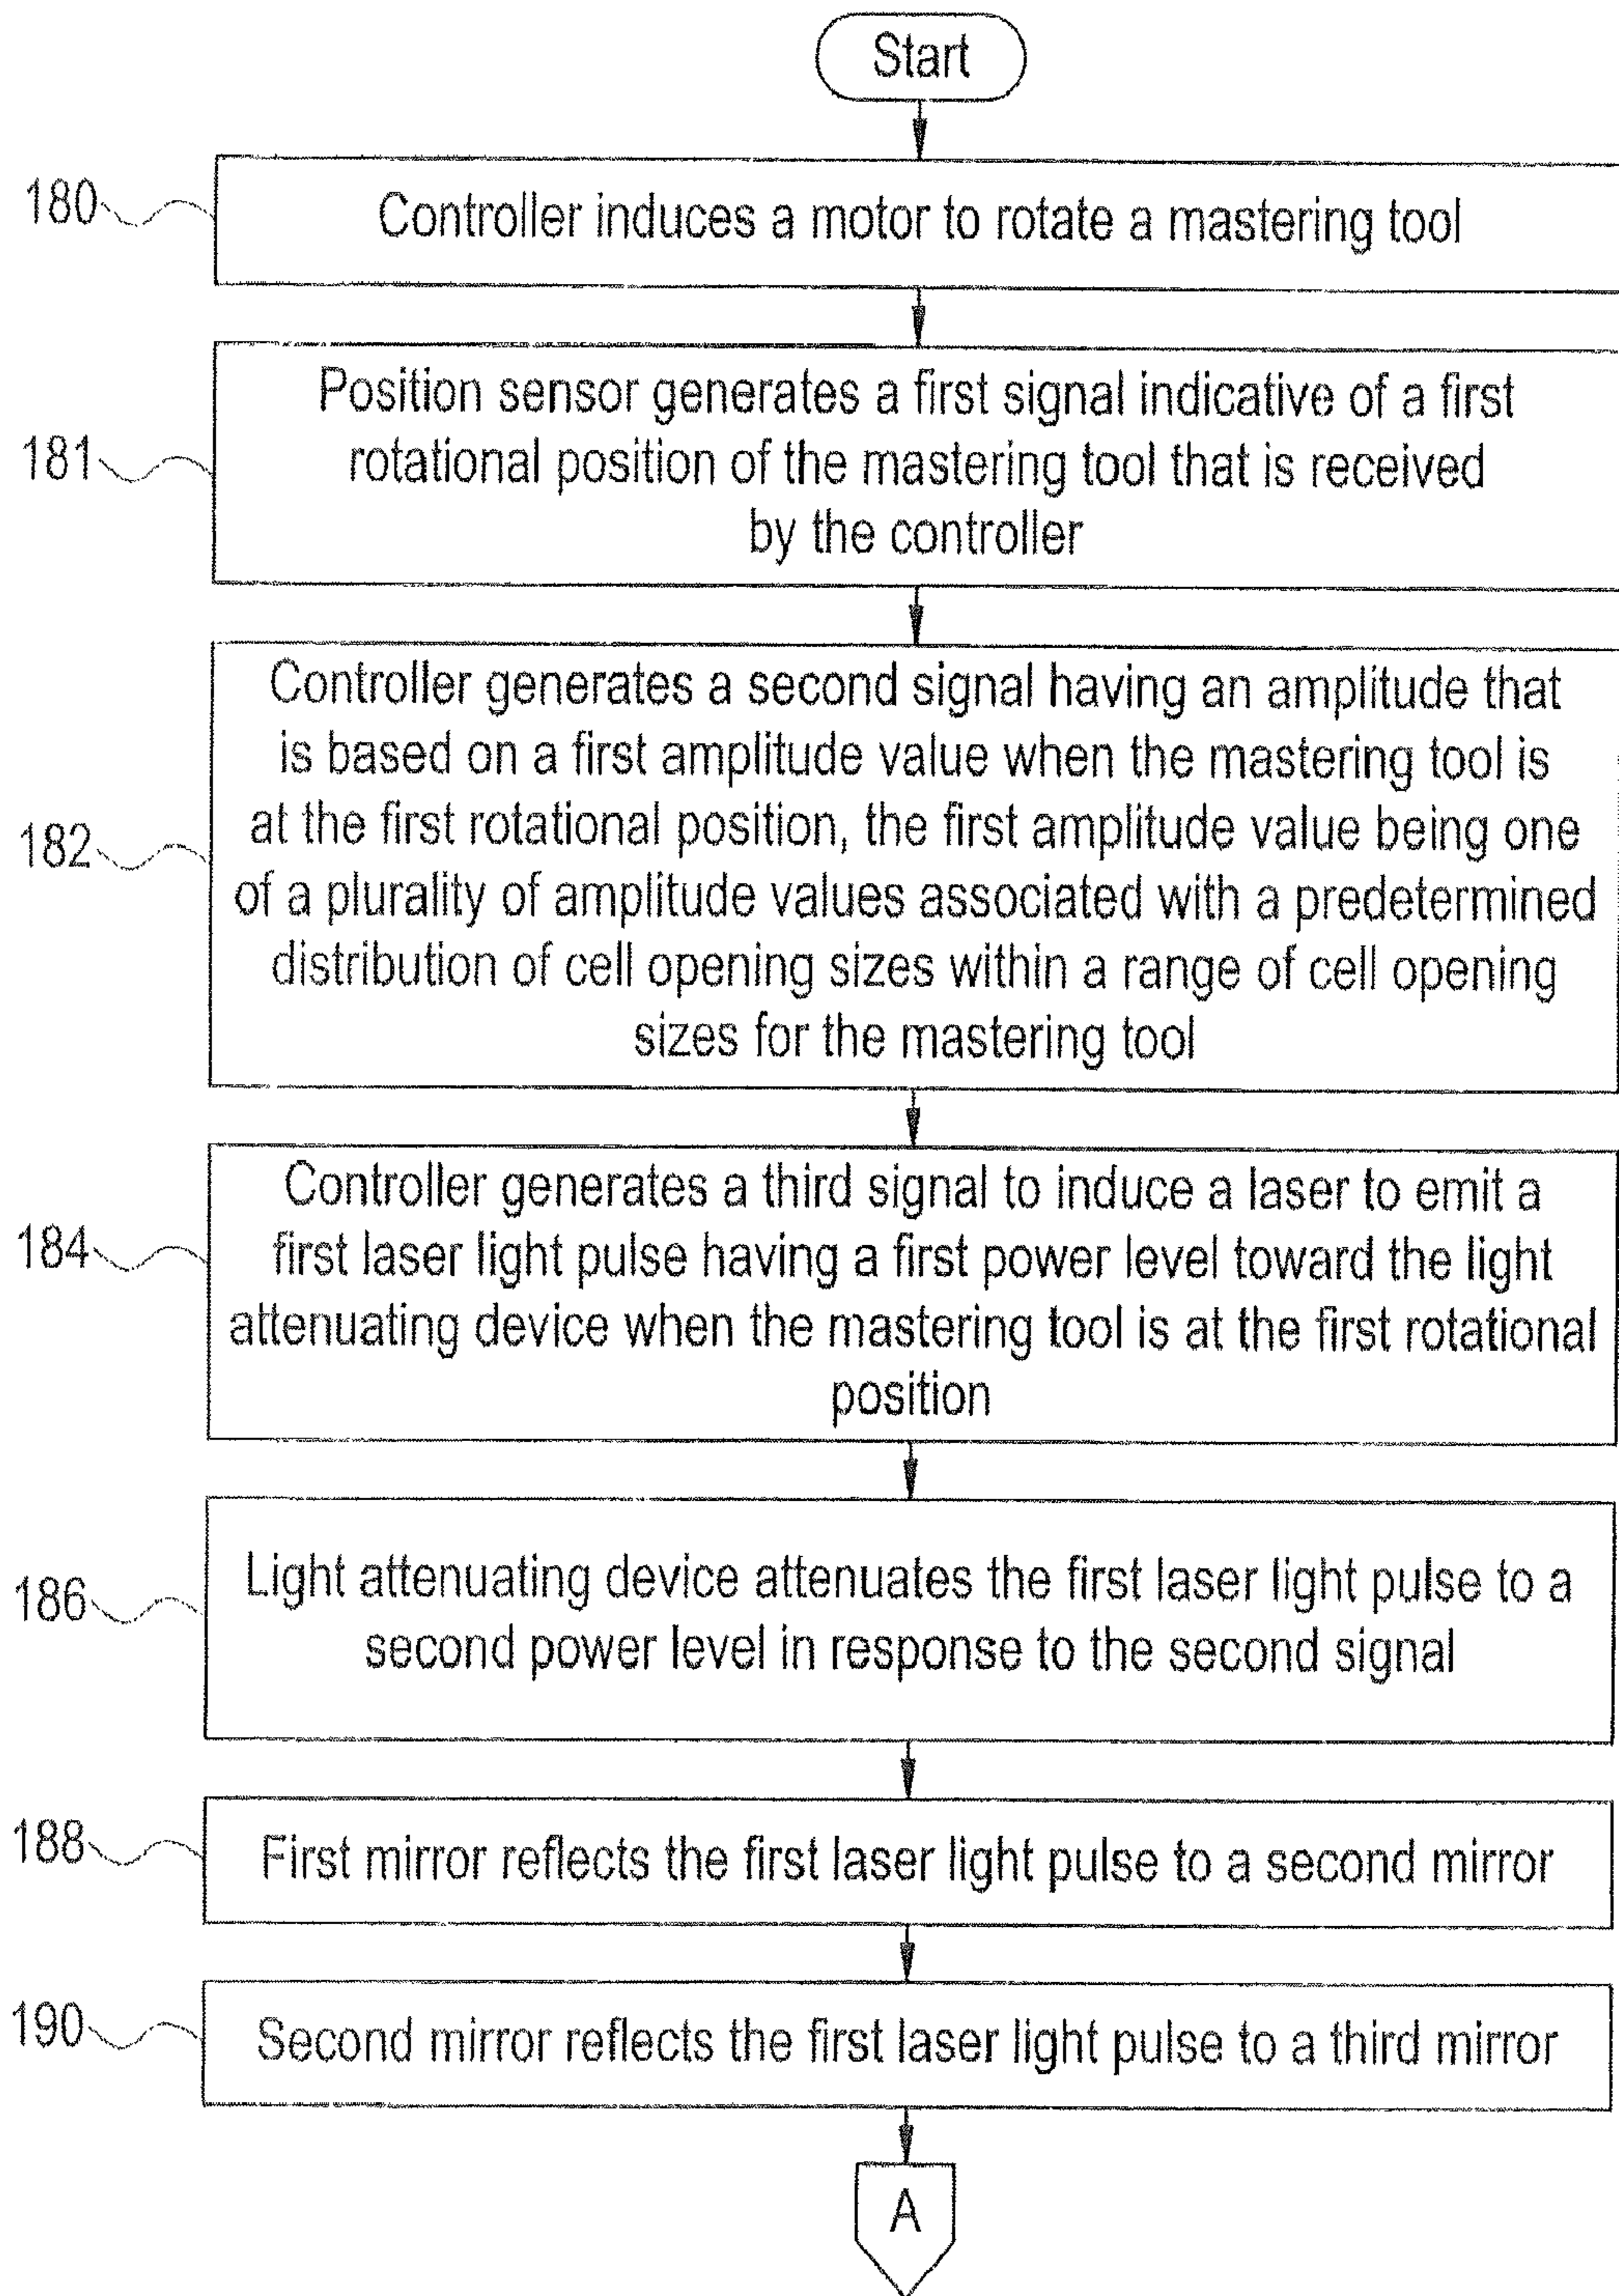 Start
180
Controller induces a motor to rotate a mastering tool
181
Position sensor generates a first signal indicative of a first
rotational position of the mastering tool that is received
by the controller
182
Controller generates a second signal having an amplitude that
is based on a first amplitude value when the mastering tool is
at the first rotational position, the first amplitude value being one
of a plurality of amplitude values associated with a predetermined
distribution of cell opening sizes within a range of cell opening
sizes for the mastering tool
184
Controller generates a third signal to induce a laser to emit a
first laser light pulse having a first power level toward the light
attenuating device when the mastering tool is at the first rotational
position
186
Light attenuating device attenuates the first laser light pulse to a
second power level in response to the second signal
188
First mirror reflects the first laser light pulse to a second mirror
190
Second mirror reflects the first laser light pulse to a third mirror
A